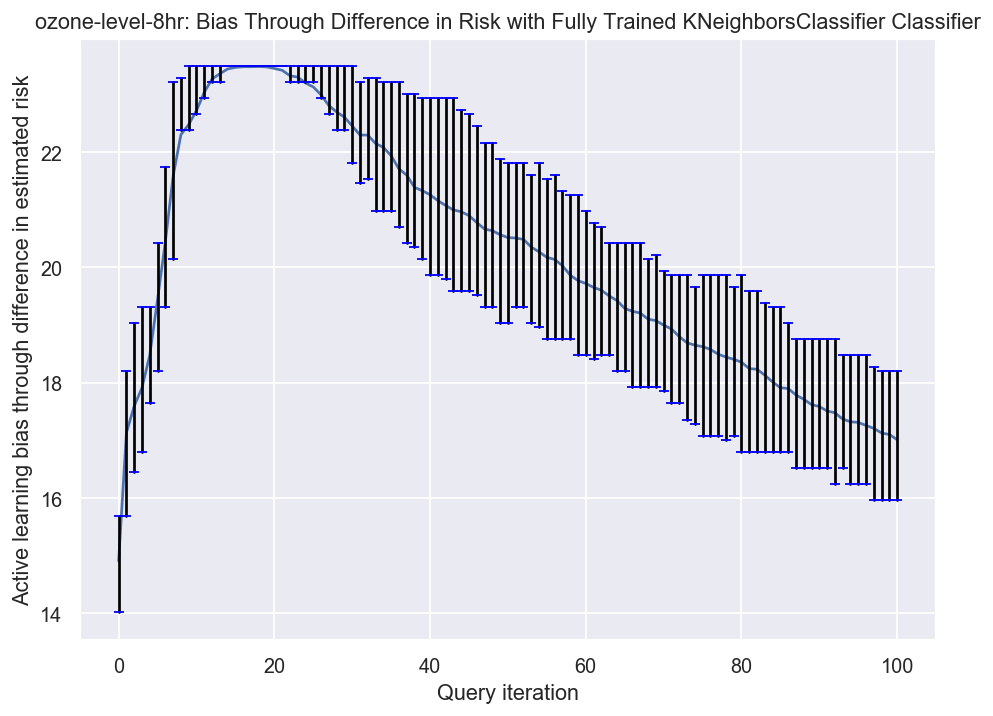 ozone-level-8hr: Bias Through Difference in Risk with Fully Trained KNeighborsClassifier Classifier
Active learning bias through difference in estimated risk
22
20
18
16
14
0 20 40 60 80 100
Query iteration